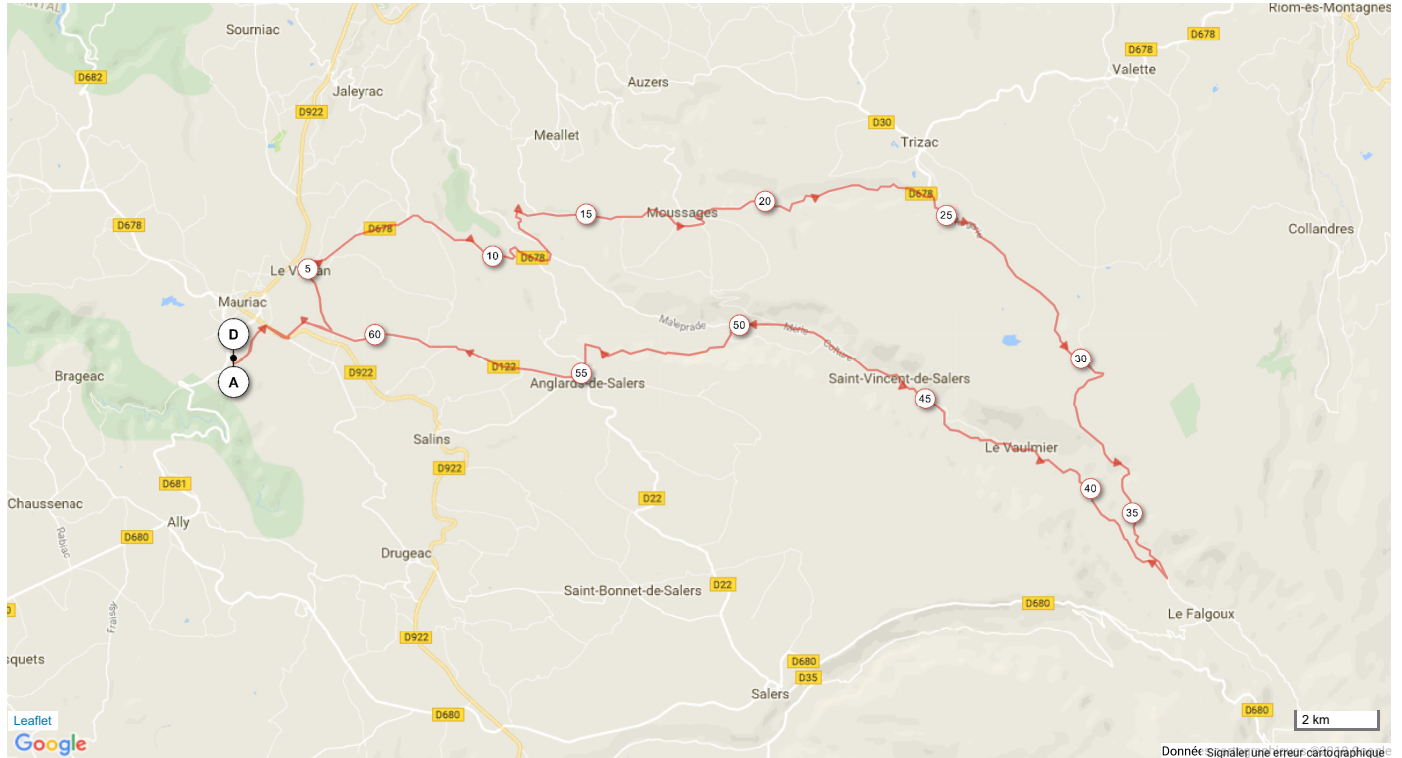 CANTAL
Riom-ès-Montagnes
Sourniac
D678
D678
D682
Valette
Auzers
Jaleyrac
D922
D30
Meallet
Trizac
D678
Moussages
20
15
25
D678
D678
Collandres
10
D678
5
Mauriac
Maleprade
50
D
60
30
D122
D922
55
Brageac
A
Anglards-de-Salers
Saint-Vincent-de-Salers
45
Salins
Le Vaulmier
D922
D681
40
D22
Chaussenac
35
Ally
Rabiac
D680
Drugeac
D22
Saint-Bonnet-de-Salers
D680
Fraissy
Le Falgoux
D922
D680
squets
D35
Salers
D680
D680
2 km
Leaflet
Google
Signaler une erreur cartographique